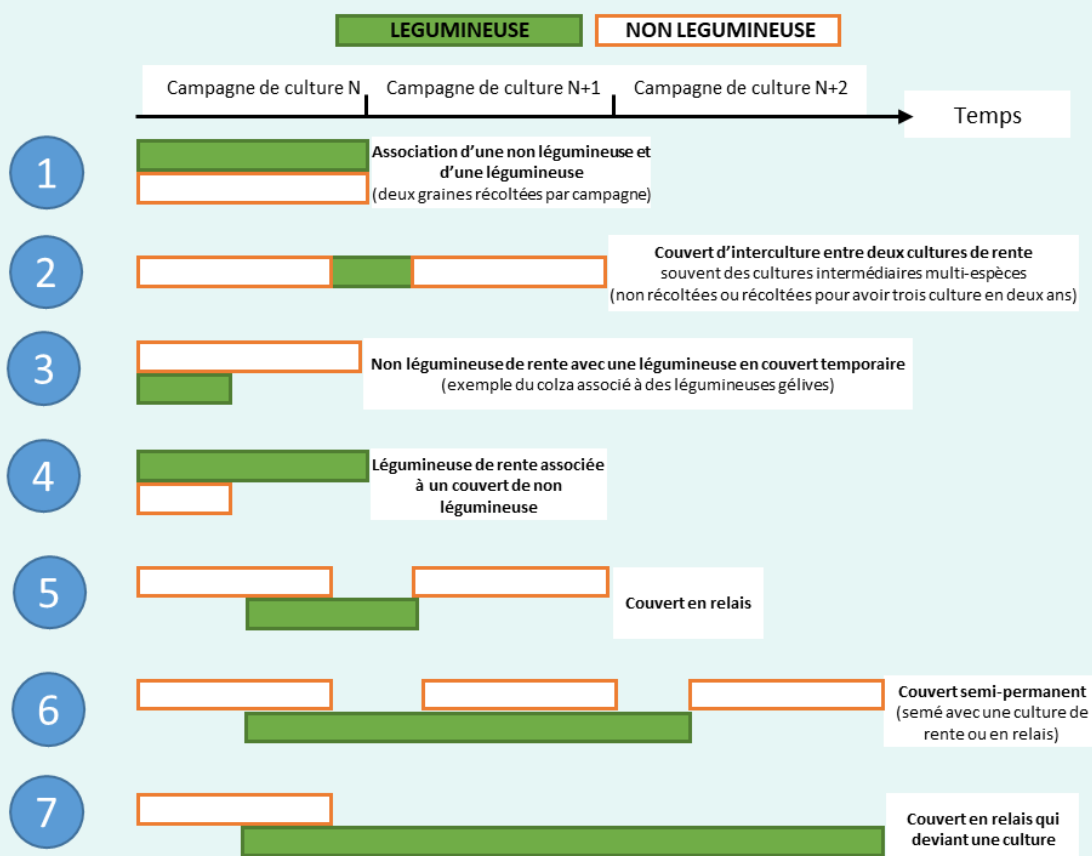 LEGUMINEUSE
NON LEGUMINEUSE
Campagne de culture N
Campagne de culture N+1
Campagne de culture N+2
Temps
1
Association d'une non légumineuse et
d'une légumineuse
(deux graines récoltées par campagne)
2
Couvert d'interculture entre deux cultures de rente
souvent des cultures intermédiaires multi-espèces
(non récoltées ou récoltées pour avoir trois culture en deux ans)
3
Non légumineuse de rente avec une légumineuse en couvert temporaire
(exemple du colza associé à des légumineuses gélives)
4
Légumineuse de rente associée
à un couvert de non
légumineuse
5
Couvert en relais
6
Couvert semi-permanent
(semé avec une culture de
rente ou en relais)
7
Couvert en relais qui
deviant une culture